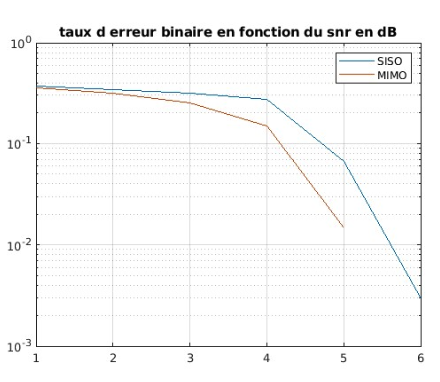 taux d erreur binaire en fonction du snr en dB
10^0
SISO
MIMO
10^-1
10^-2
10^-3
1 2 3 4 5 6